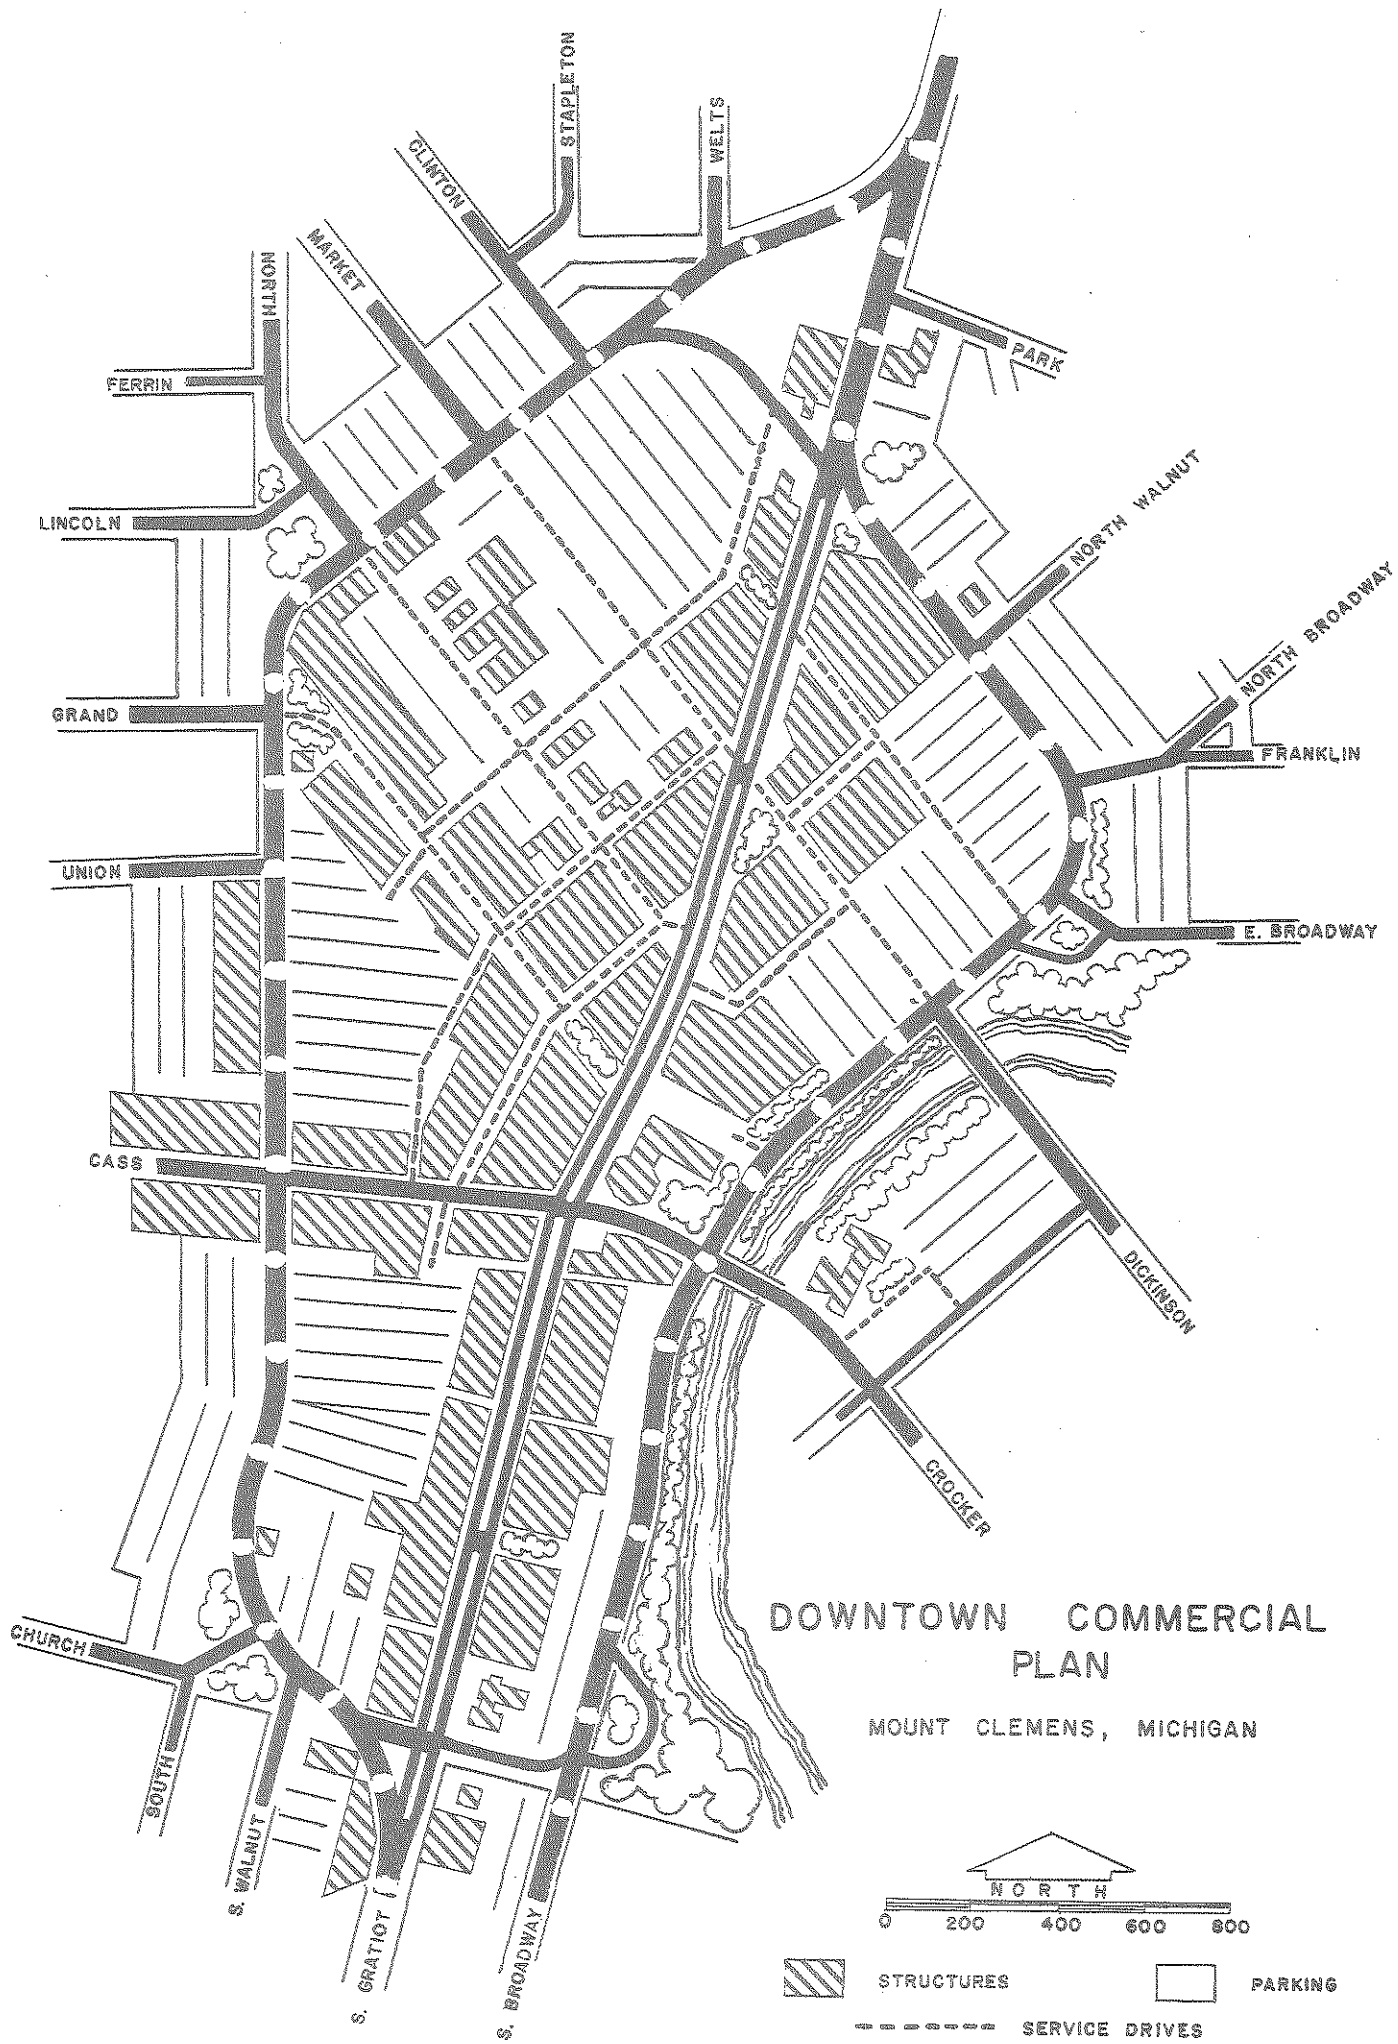 STAPLETON
WELTS
CLINTON
MARKET
NORTH
PARK
FERRIN
NORTH WALNUT
LINCOLN
NORTH BROADWAY
GRAND
FRANKLIN
UNION
E. BROADWAY
CASS
DICKINSON
CROCKER
DOWNTOWN COMMERCIAL
PLAN
CHURCH
MOUNT CLEMENS, MICHIGAN
SOUTH
S. WALNUT
NORTH
0 200 400 600 800
S. GRATIOT
S. BROADWAY
STRUCTURES
PARKING
SERVICE DRIVES